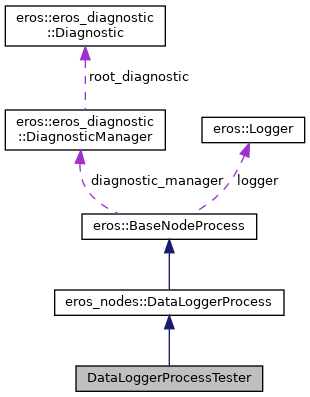 eros::eros_diagnostic
::Diagnostic
root_diagnostic
eros::eros_diagnostic
::DiagnosticManager
eros::Logger
diagnostic_manager
logger
eros::BaseNodeProcess
eros_nodes::DataLoggerProcess
DataLoggerProcessTester